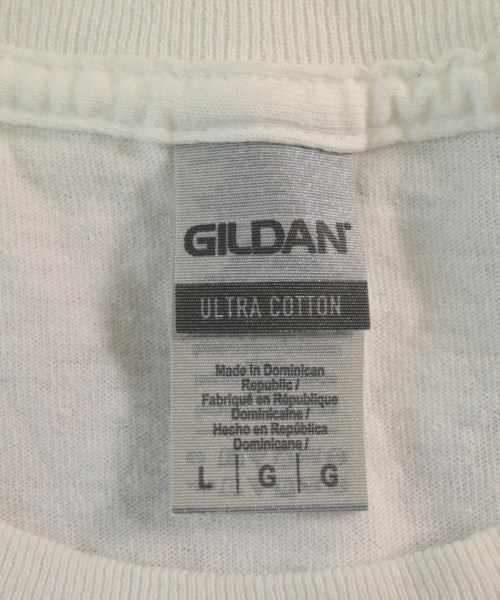 GILDAN®
ULTRA COTTON
Made in Dominican
Republic /
Fabriqué en République
Dominicaine /
Hecho en República
Dominicana /
L | G | G